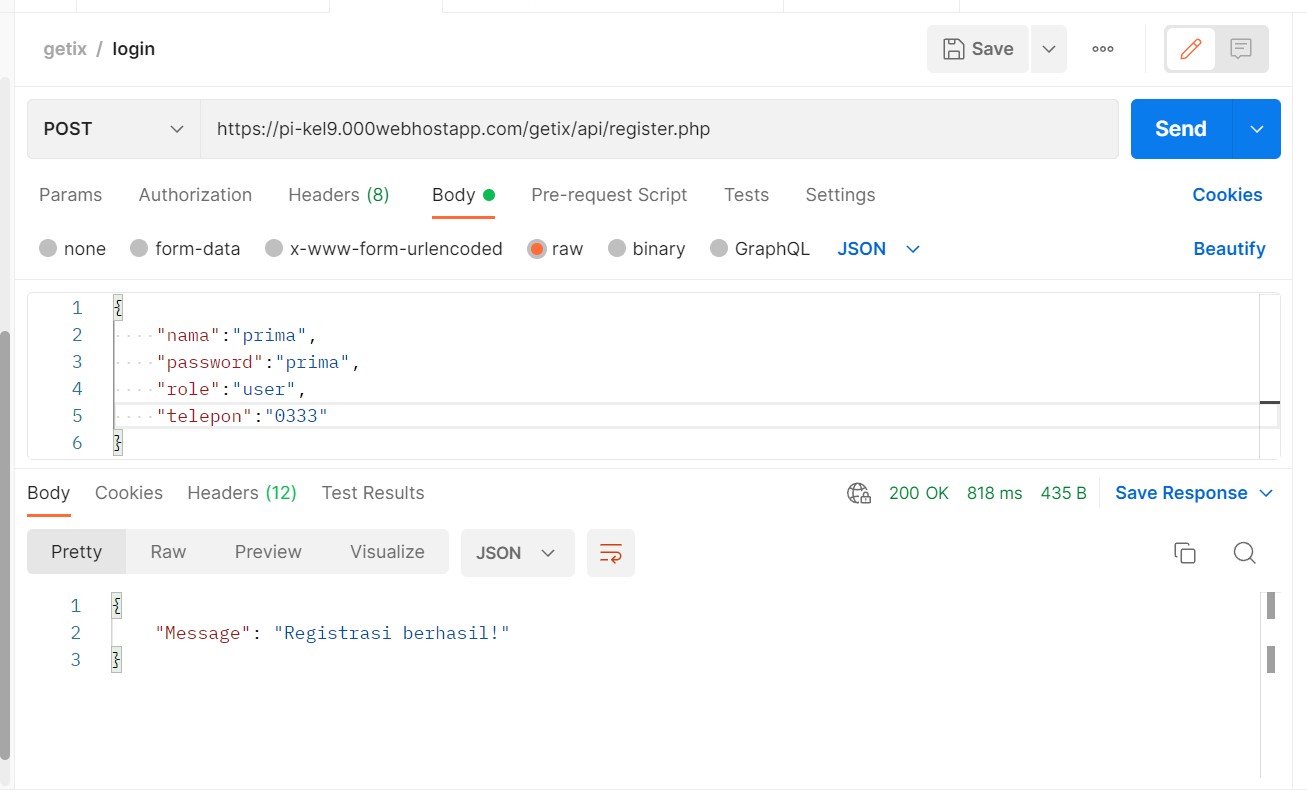 getix / login
Save
POST
https://pi-kel9.000webhostapp.com/getix/api/register.php
Send
Params Authorization Headers (8) Body Pre-request Script Tests Settings Cookies
none form-data x-www-form-urlencoded raw binary GraphQL JSON Beautify
1 {
2 "nama":"prima",
3 "password":"prima",
4 "role":"user",
5 "telepon":"0333"
6 }
Body Cookies Headers (12) Test Results 200 OK 818 ms 435 B Save Response
Pretty Raw Preview Visualize JSON
1 {
2 "Message": "Registrasi berhasil!"
3 }